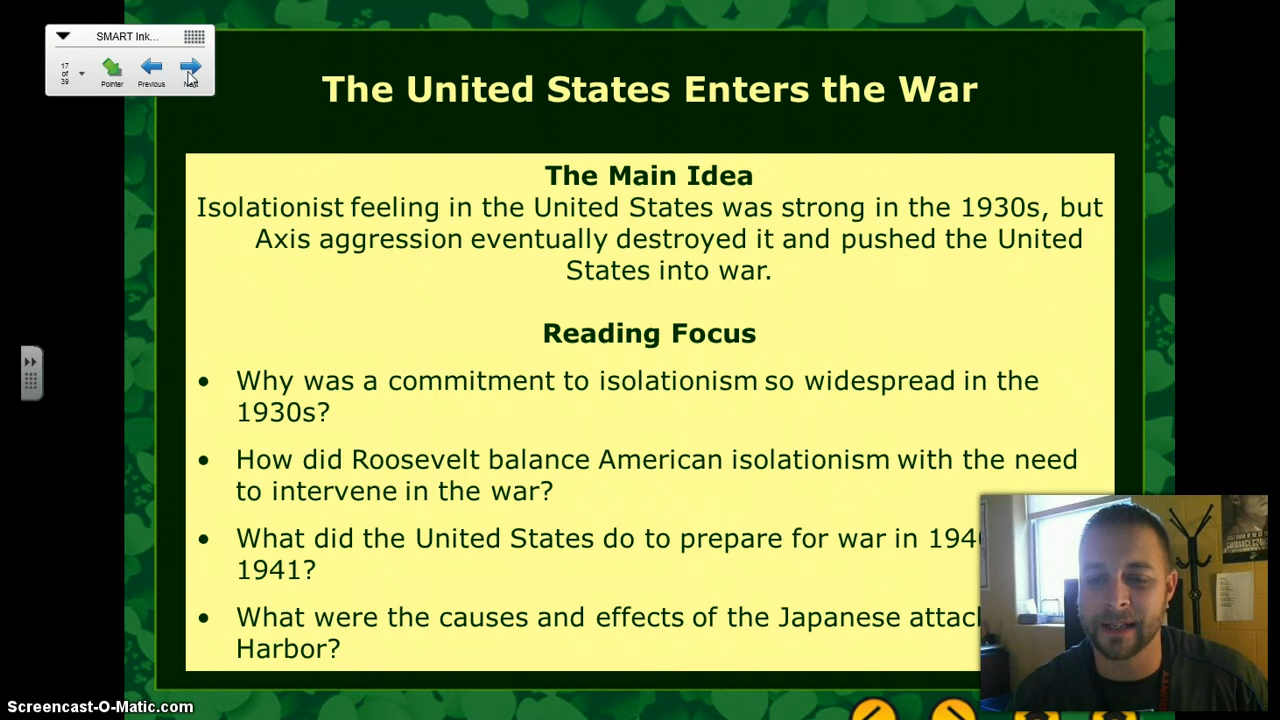 SMART Ink...
17
of
39
Pointer
Previous
Next
The United States Enters the War
The Main Idea
Isolationist feeling in the United States was strong in the 1930s, but
Axis aggression eventually destroyed it and pushed the United
States into war.
Reading Focus
Why was a commitment to isolationism so widespread in the
1930s?
How did Roosevelt balance American isolationism with the need
to intervene in the war?
What did the United States do to prepare for war in
1941?
What were the causes and effects of the Japanese
Harbor?
Screencast-O-Matic.com